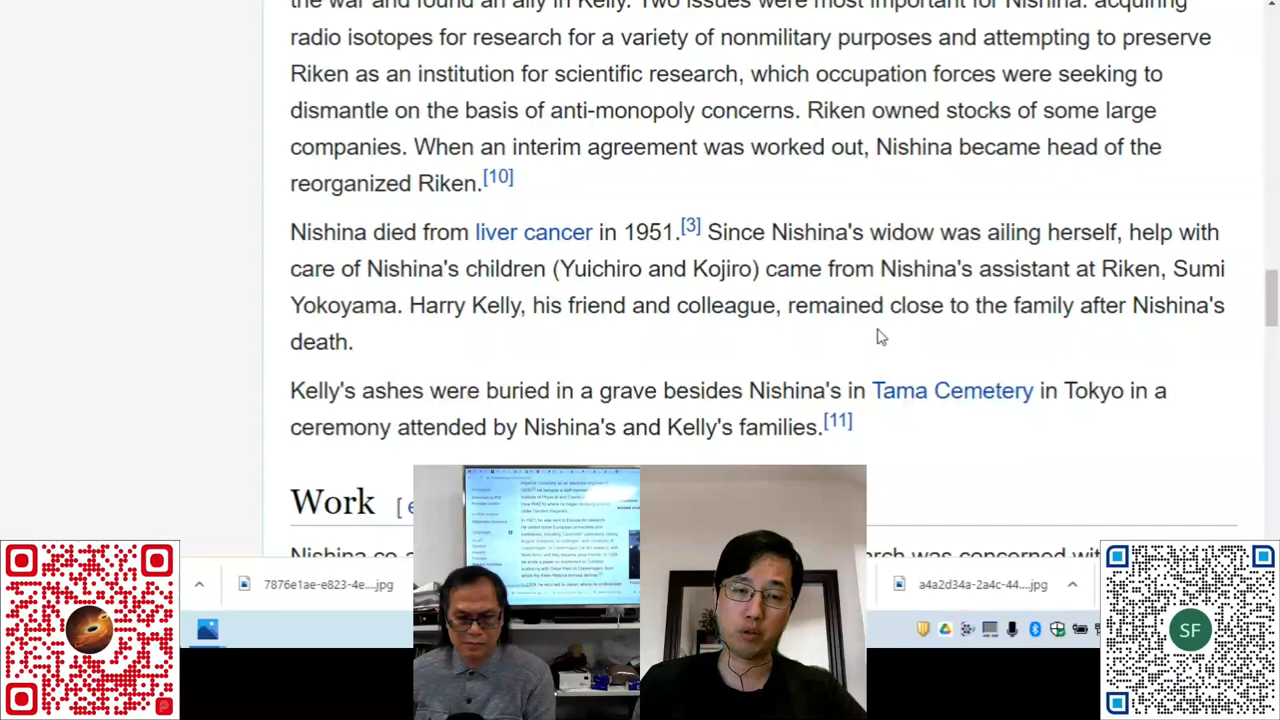 the war and found an ally in Kelly. Two issues were most important for Nishina: acquiring
radio isotopes for research for a variety of nonmilitary purposes and attempting to preserve
Riken as an institution for scientific research, which occupation forces were seeking to
dismantle on the basis of anti-monopoly concerns. Riken owned stocks of some large
companies. When an interim agreement was worked out, Nishina became head of the
reorganized Riken.[10]
Nishina died from liver cancer in 1951.[3] Since Nishina's widow was ailing herself, help with
care of Nishina's children (Yuichiro and Kojiro) came from Nishina's assistant at Riken, Sumi
Yokoyama. Harry Kelly, his friend and colleague, remained close to the family after Nishina's
death.
Kelly's ashes were buried in a grave besides Nishina's in Tama Cemetery in Tokyo in a
ceremony attended by Nishina's and Kelly's families.[11]
Work [ e
7876e1ae-e823-4e....jpg
a4a2d34a-2a4c-44....jpg
SF